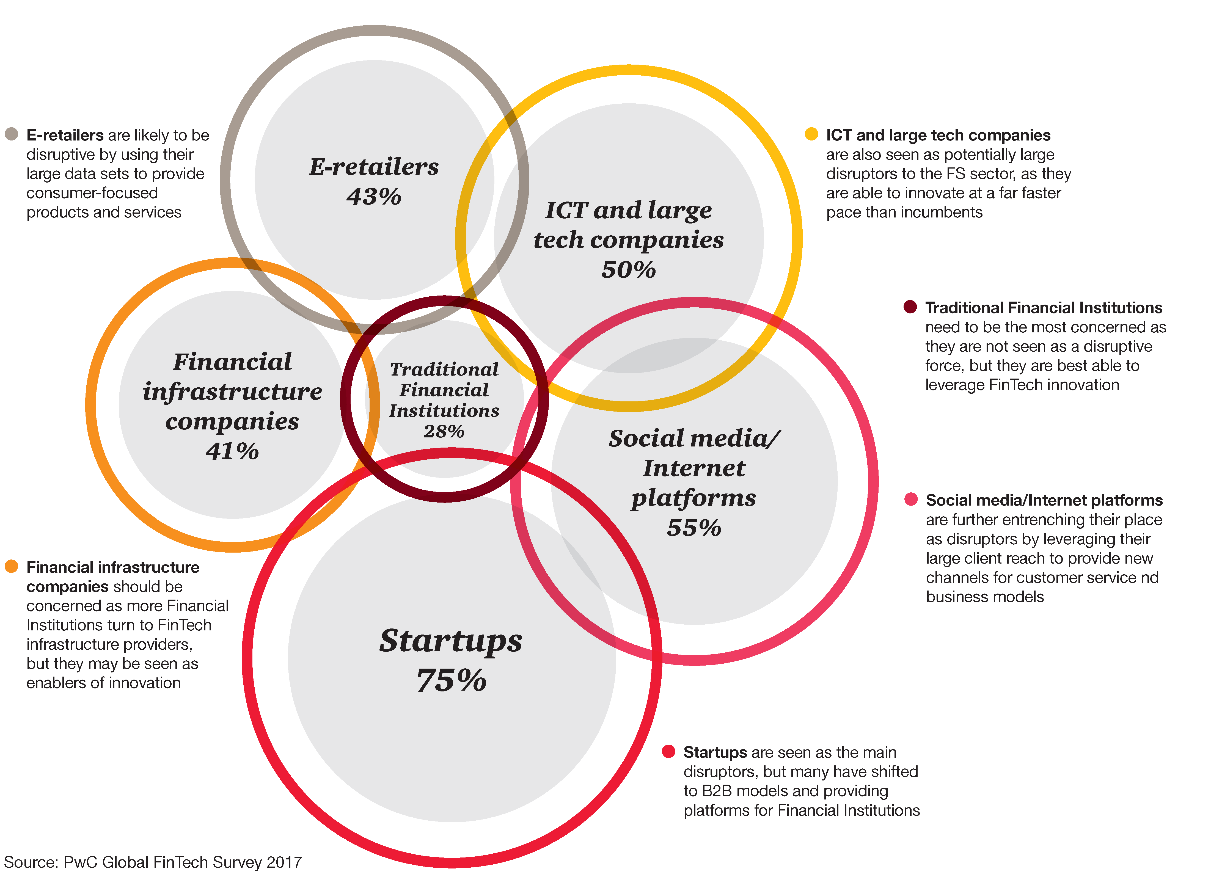 E-retailers are likely to be
disruptive by using their
large data sets to provide
consumer-focused
products and services
E-retailers
43%
ICT and large
tech companies
50%
ICT and large tech companies
are also seen as potentially large
disruptors to the FS sector, as they
are able to innovate at a far faster
pace than incumbents
Traditional Financial Institutions
need to be the most concerned as
they are not seen as a disruptive
force, but they are best able to
leverage FinTech innovation
Financial
infrastructure
companies
41%
Traditional
Financial
Institutions
28%
Social media/
Internet
platforms
55%
Social media/Internet platforms
are further entrenching their place
as disruptors by leveraging their
large client reach to provide new
channels for customer service nd
business models
Financial infrastructure
companies should be
concerned as more Financial
Institutions turn to FinTech
infrastructure providers,
but they may be seen as
enablers of innovation
Startups
75%
Startups are seen as the main
disruptors, but many have shifted
to B2B models and providing
platforms for Financial Institutions
Source: PwC Global FinTech Survey 2017